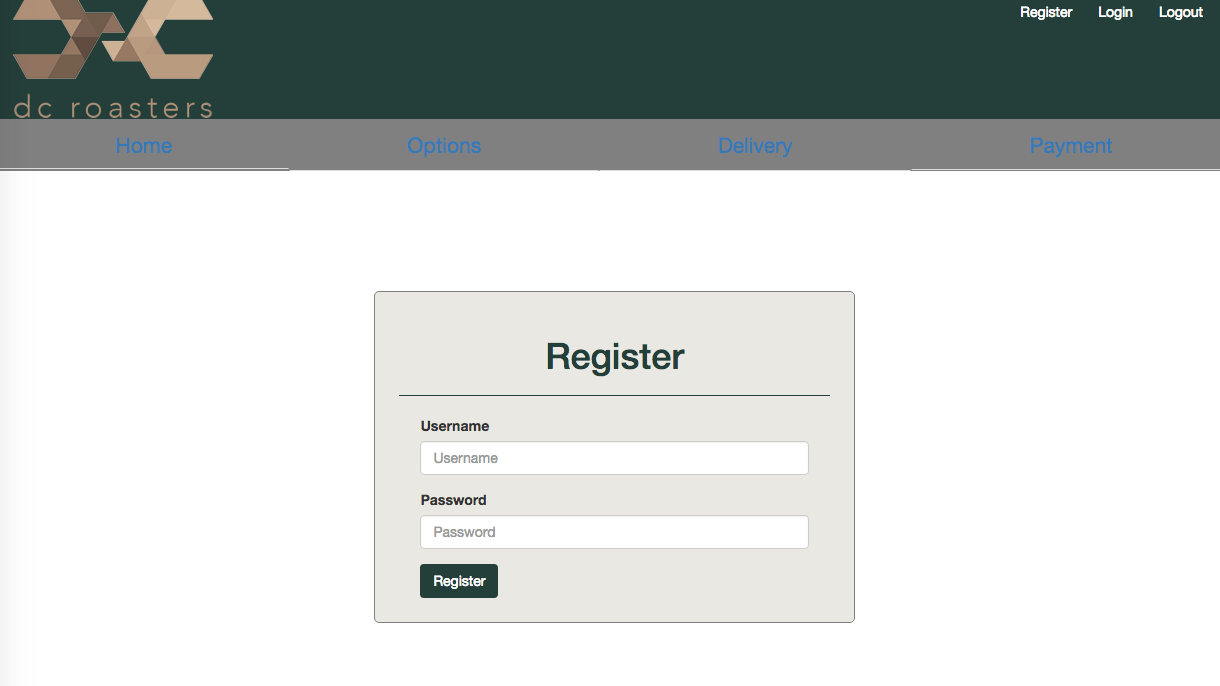 Register Login Logout
dc roasters
Home Options Delivery Payment
Register
Username
Username
Password
Password
Register